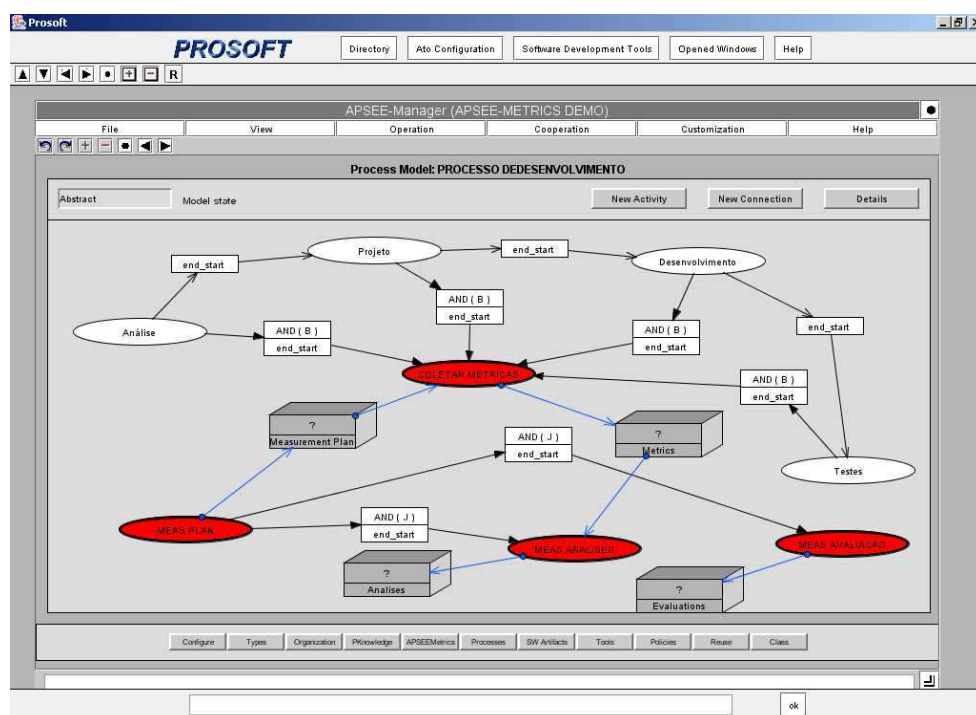 Prosoft
PROSOFT
Directory
Ato Configuration
Software Development Tools
Opened Windows
Help
R
APSEE-Manager (APSEE-METRICS DEMO)
File View Operation Cooperation Customization Help
Process Model: PROCESSO DEDESENVOLVIMENTO
Abstract
Model state
New Activity
New Connection
Details
Projeto
end_start
end_start
Desenvolvimento
AND ( B )
end_start
Análise
AND ( B )
end_start
AND ( B )
end_start
end_start
COLETAR METRICAS
AND ( B )
end_start
?
Measurement Plan
AND ( J )
end_start
?
Metrics
Testes
MEAS PLAN
AND ( J )
end_start
MEAS ANALINES
MEAS AVALIACAO
?
Analises
?
Evaluations
Configure Types Organization PKnowledge APSEEMetrics Processes SW Artifacts Tools Policies Reuse Class
ok